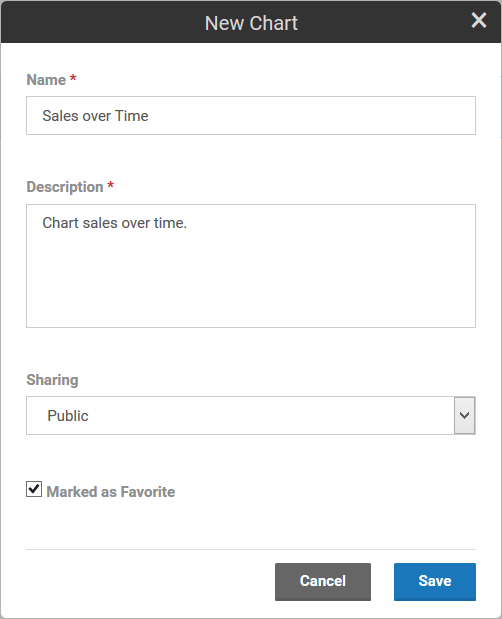 New Chart
Name *
Sales over Time
Description *
Chart sales over time.
Sharing
Public
Marked as Favorite
Cancel Save